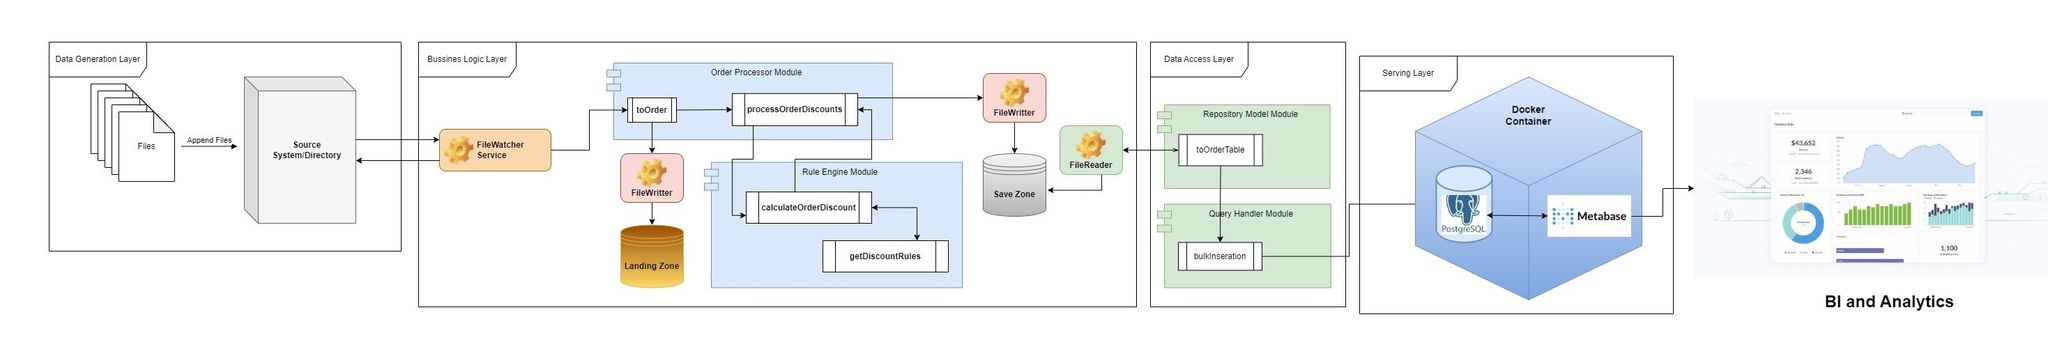 Data Generation Layer
Files
Append Files
Source
System/Directory
Bussines Logic Layer
FileWatcher
Service
Order Processor Module
toOrder
processOrderDiscounts
FileWritter
Landing Zone
Rule Engine Module
calculateOrderDiscount
getDiscountRules
FileWritter
Save Zone
FileReader
Data Access Layer
Repository Model Module
toOrderTable
Query Handler Module
bulkInseration
Serving Layer
Docker
Container
PostgreSQL
Metabase
$43,652
2,346
1,100
BI and Analytics